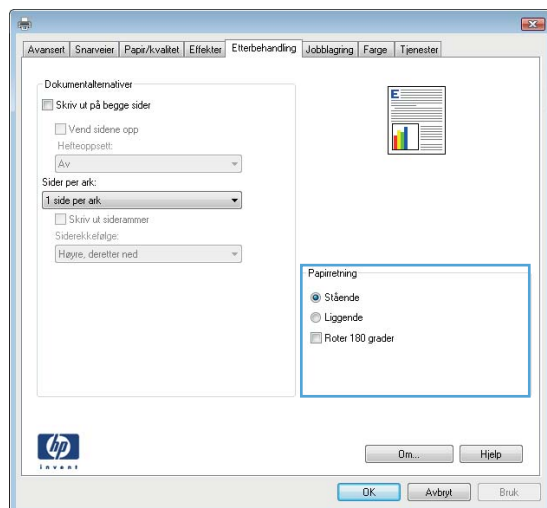 Avansert Snarveier Papir/kvalitet Effekter Etterbehandling Jobblagring Farge Tjenester
Dokumentalternativer
Skriv ut på begge sider
Vend sidene opp
Hefteoppsett:
Av
Sider per ark:
1 side per ark
Skriv ut siderammer
Siderekkefølge:
Høyre, deretter ned
E
Papirretning
Stående
Liggende
Roter 180 grader
hp
invent
Om... Hjelp
OK Avbryt Bruk